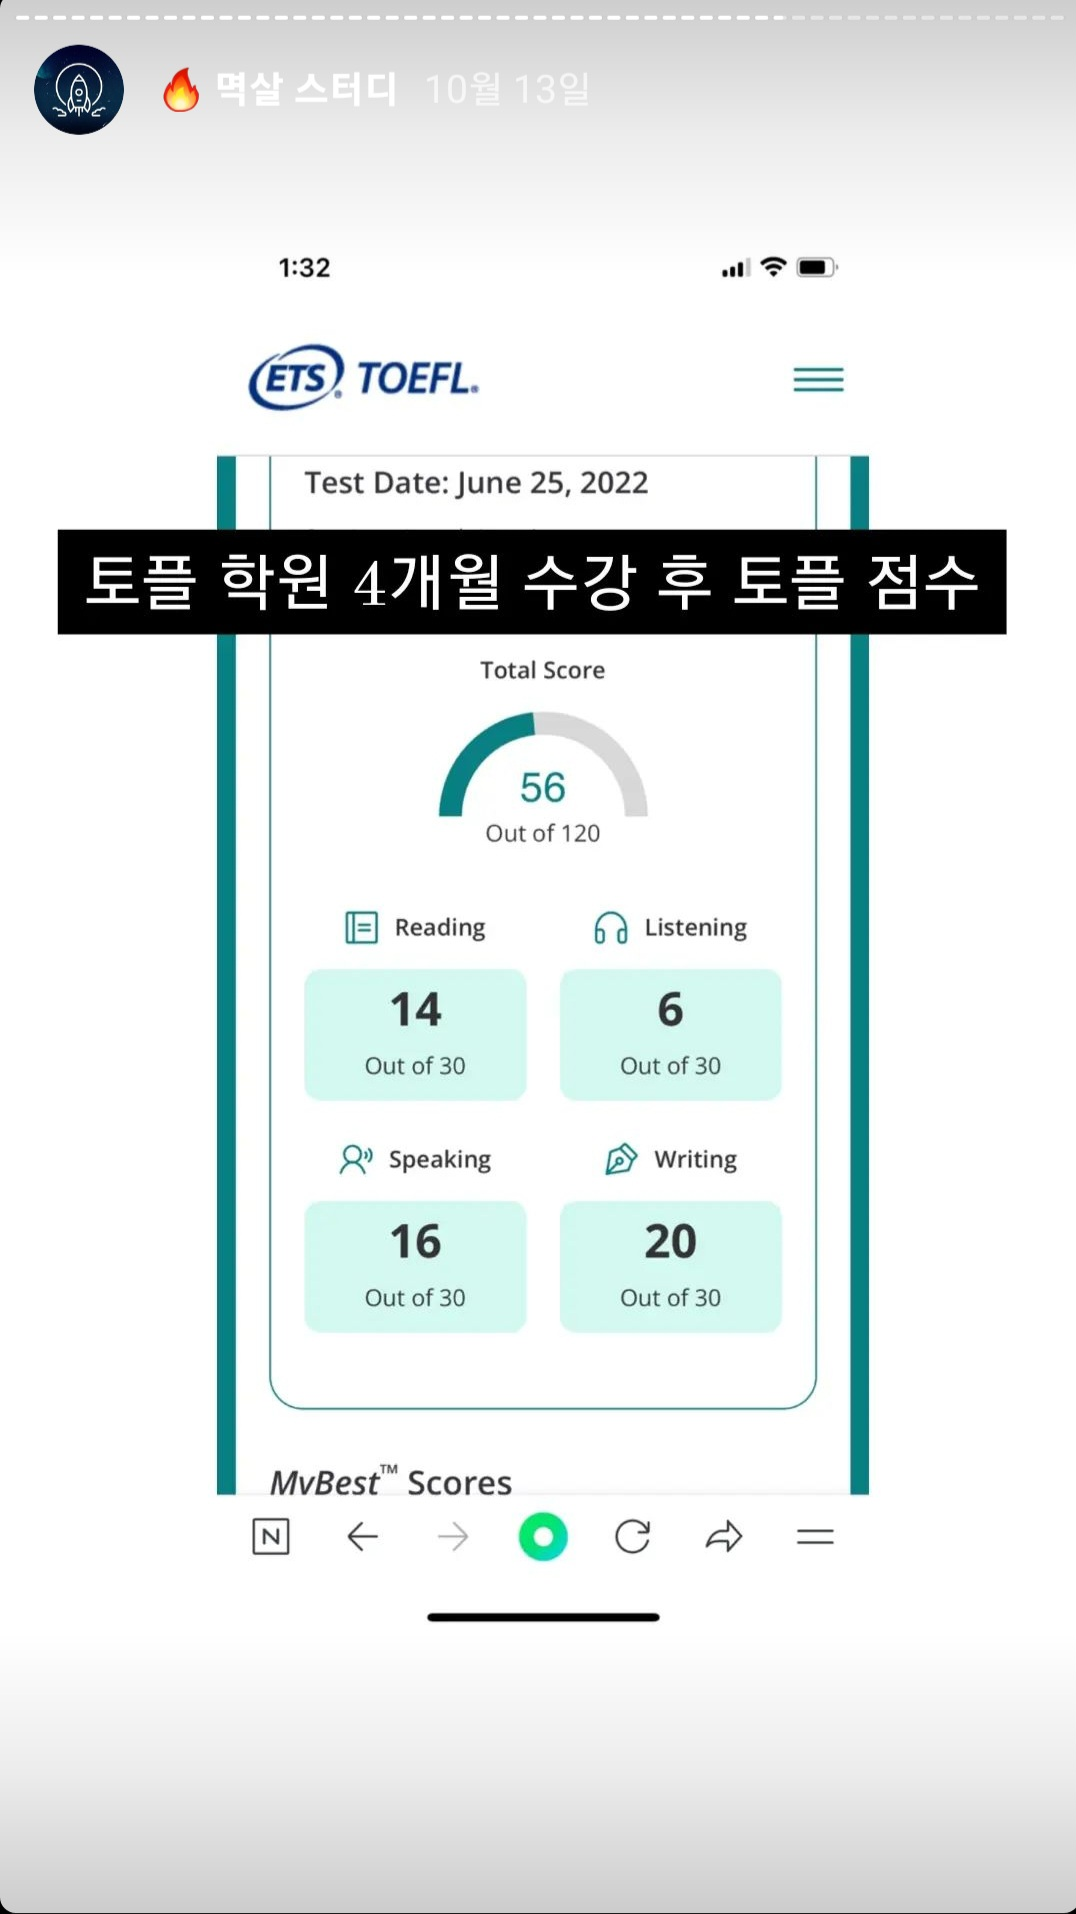 🔥 멱살 스터디 10월 13일
1:32
ETS® TOEFL®
Test Date: June 25, 2022
토플 학원 4개월 수강 후 토플 점수
Total Score
56
Out of 120
Reading Listening
14 6
Out of 30 Out of 30
Speaking Writing
16 20
Out of 30 Out of 30
MyBest™ Scores
N